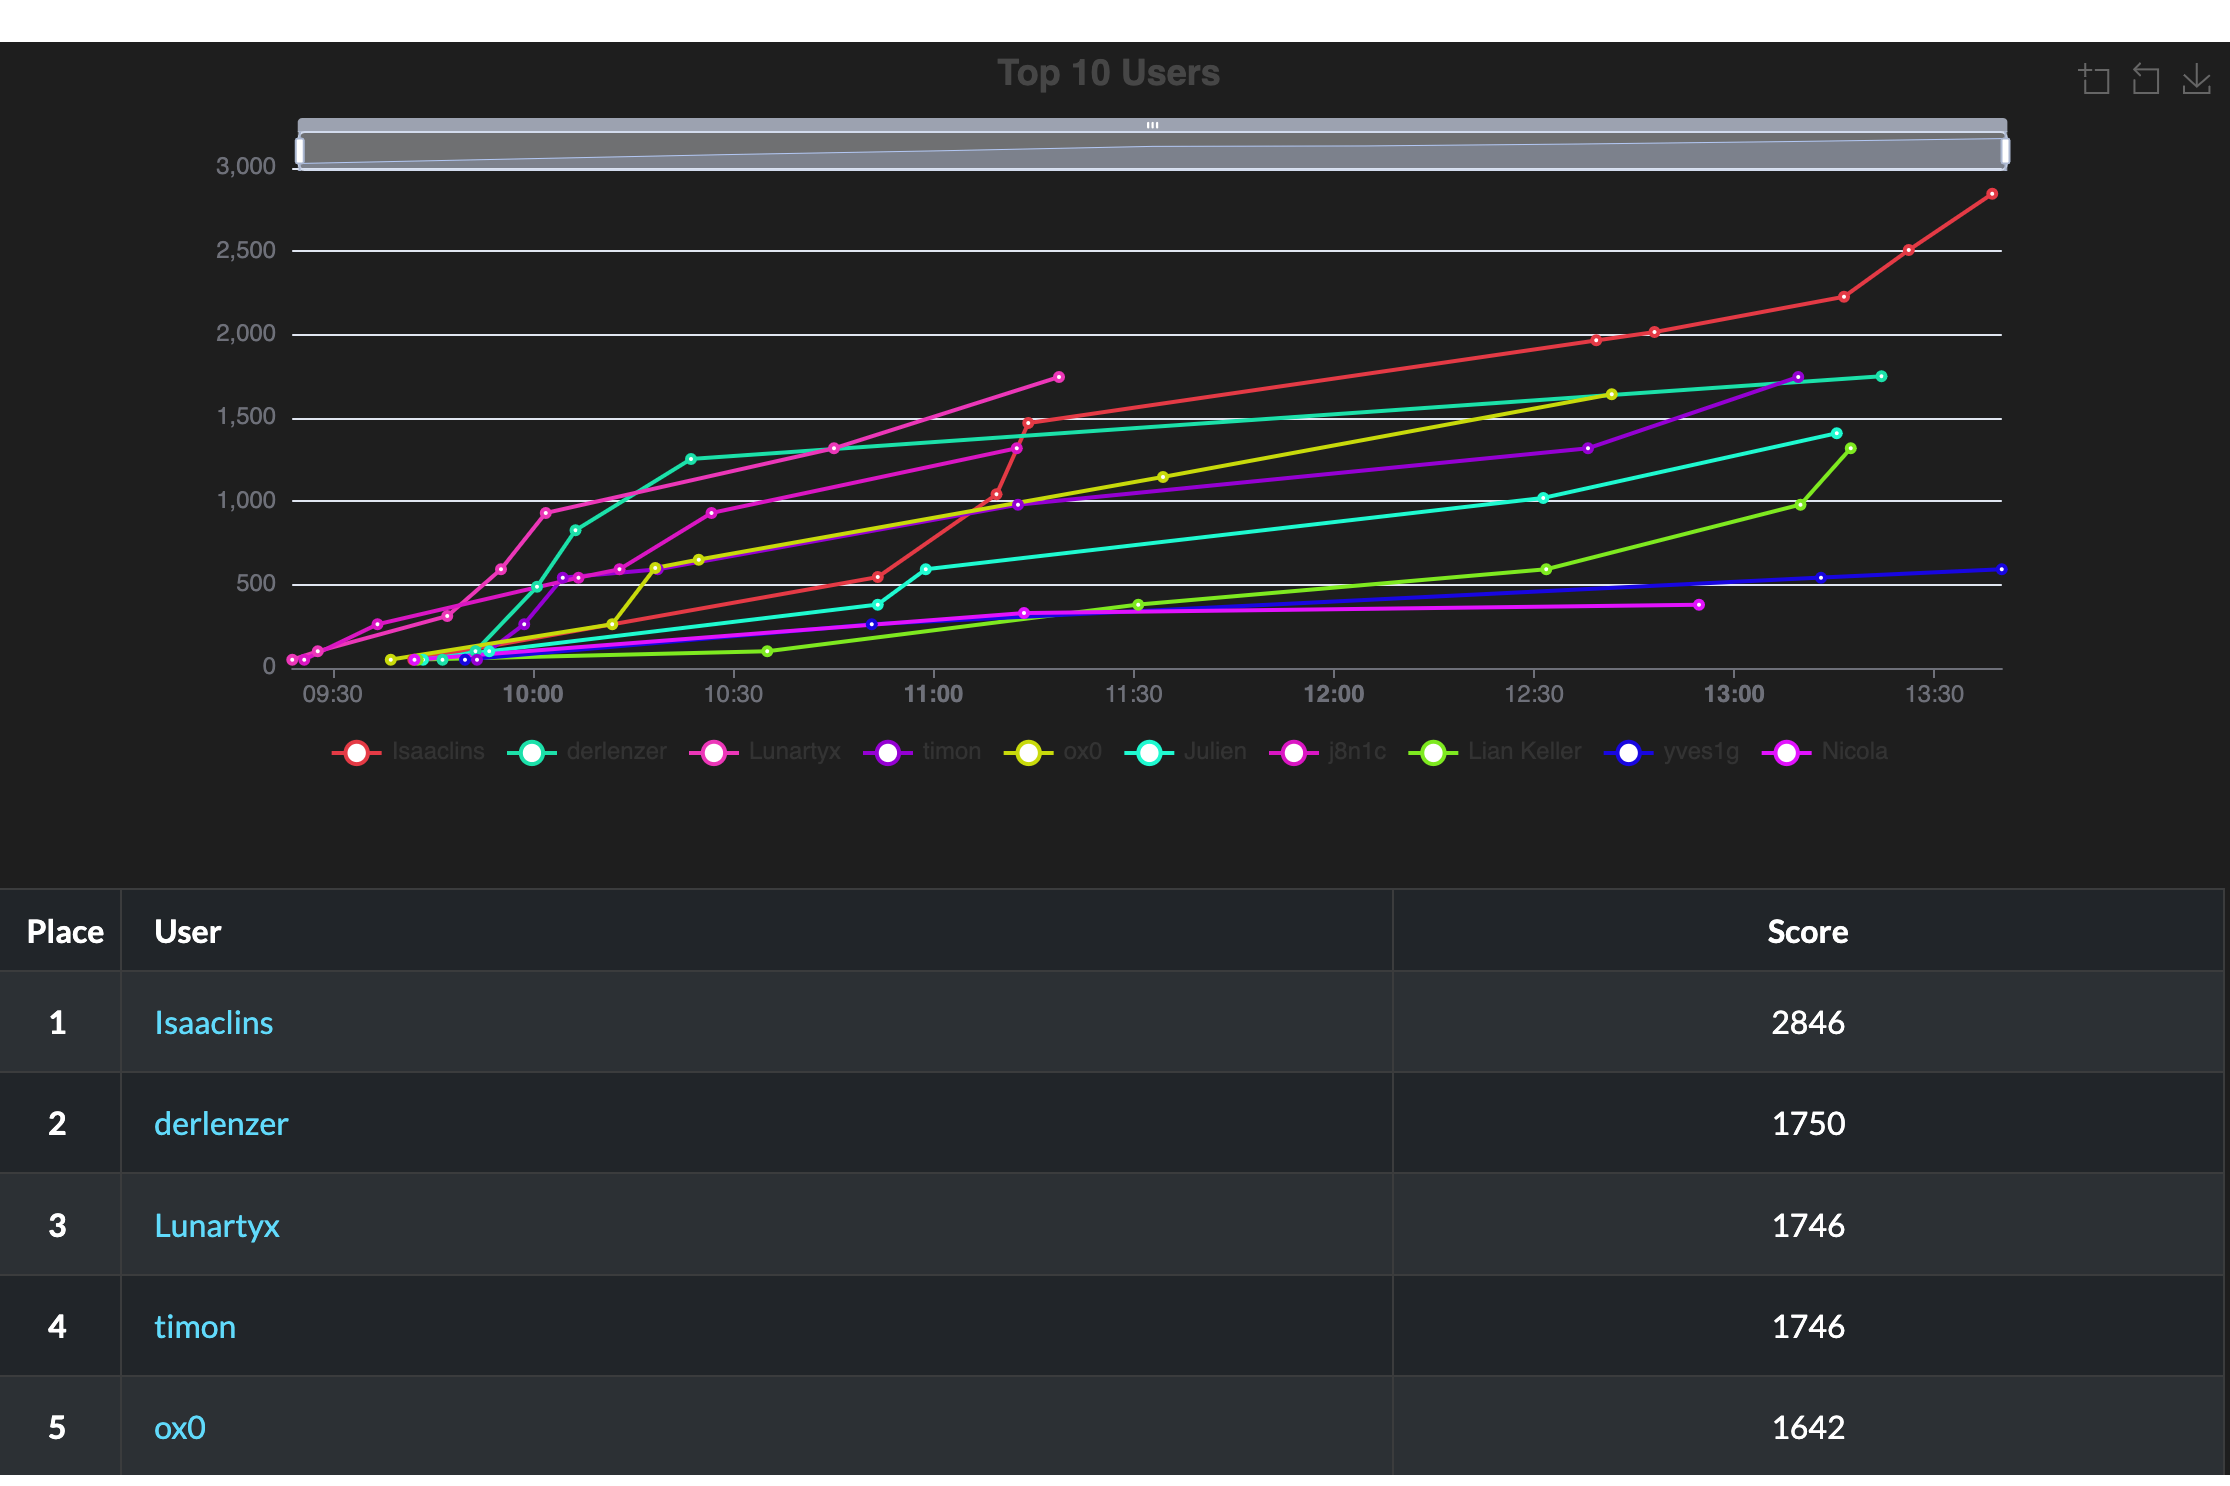 Top 10 Users
3,000
2,500
2,000
1,500
1,000
500
0
09:30 10:00 10:30 11:00 11:30 12:00 12:30 13:00 13:30
Isaaclins derlenzer Lunartyx timon ox0 Julien j8n1c Lian Keller yves1g Nicola
Place User Score
1 Isaaclins 2846
2 derlenzer 1750
3 Lunartyx 1746
4 timon 1746
5 ox0 1642